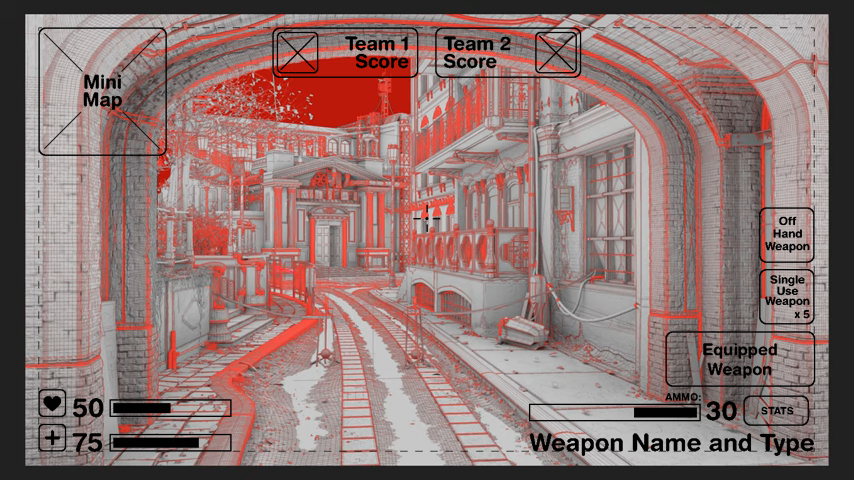 Mini
Map
Team 1
Score
Team 2
Score
Off
Hand
Weapon
Single
Use
Weapon
x 5
Equipped
Weapon
AMMO:
50
30
STATS
75
Weapon Name and Type